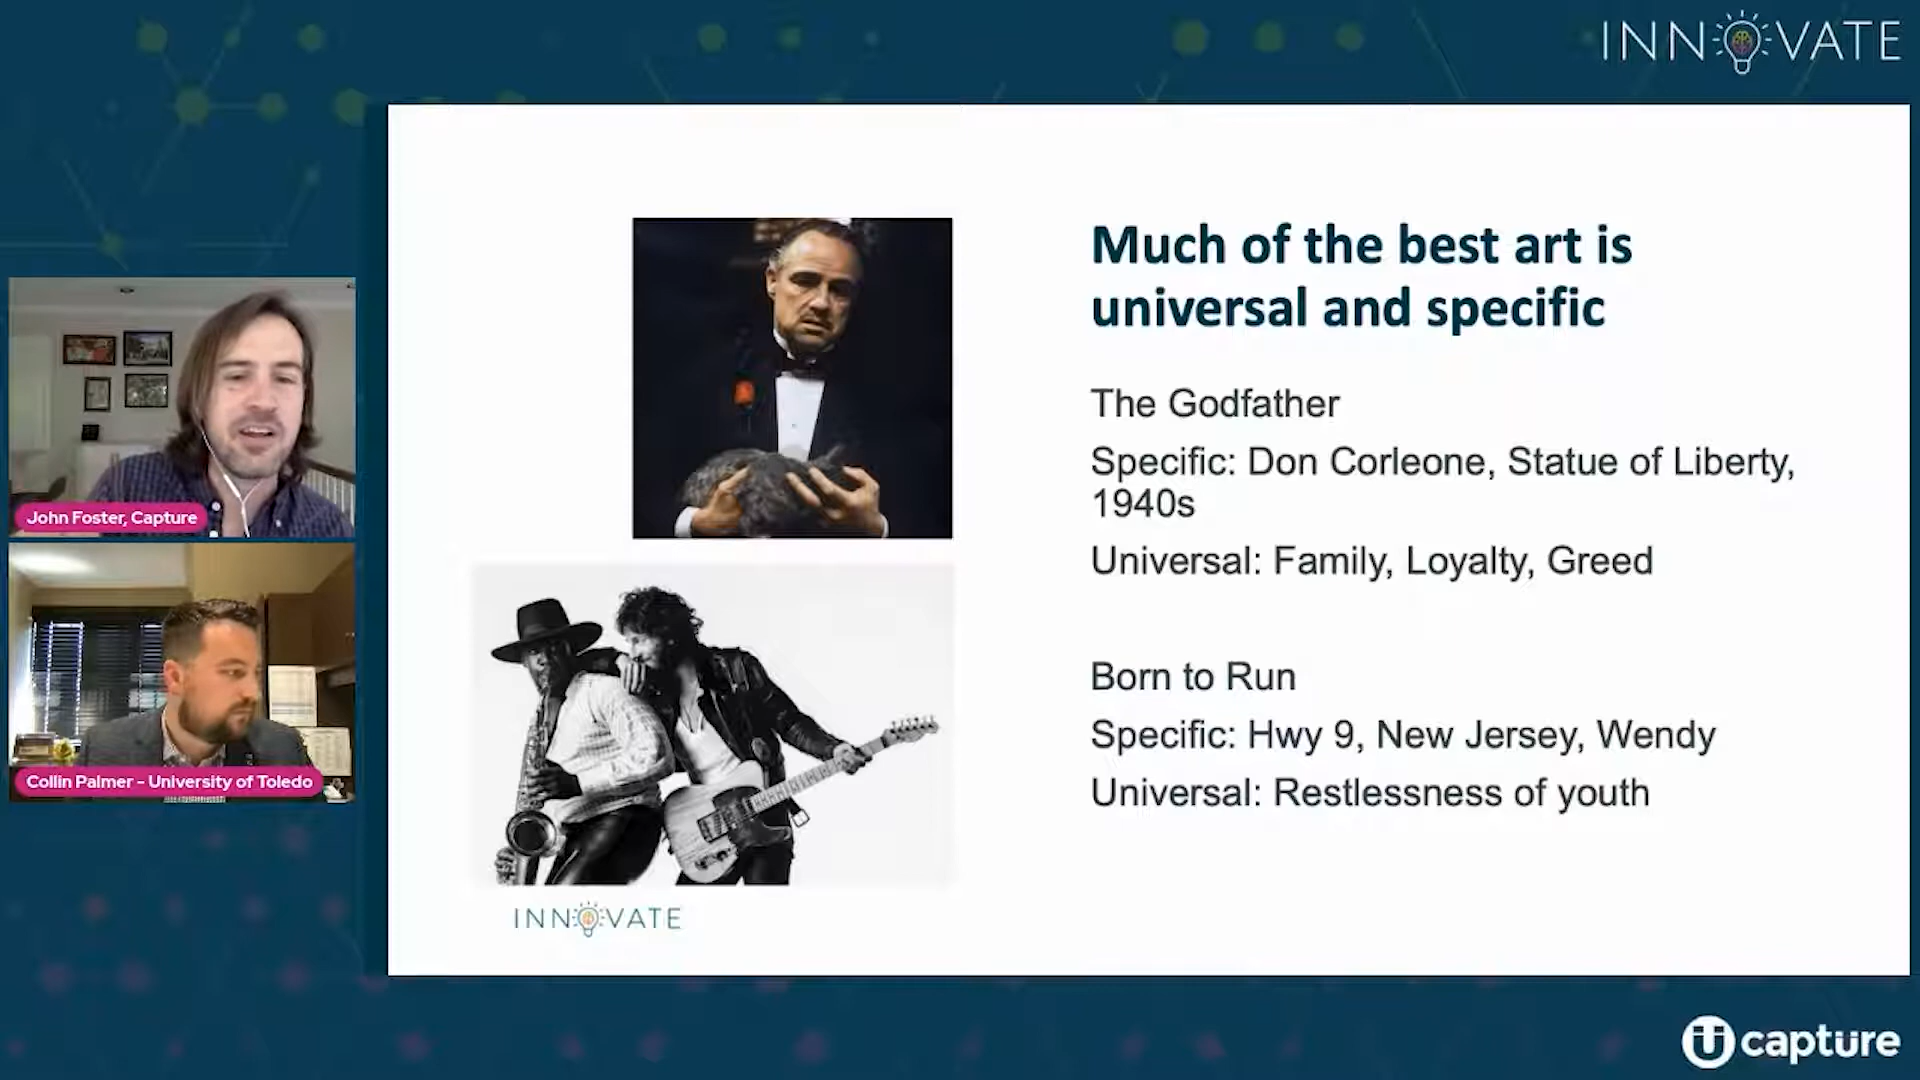 INNOVATE
Much of the best art is
universal and specific
The Godfather
Specific: Don Corleone, Statue of Liberty,
1940s
Universal: Family, Loyalty, Greed
Born to Run
Specific: Hwy 9, New Jersey, Wendy
Universal: Restlessness of youth
INNOVATE
John Foster, Capture
Collin Palmer - University of Toledo
capture